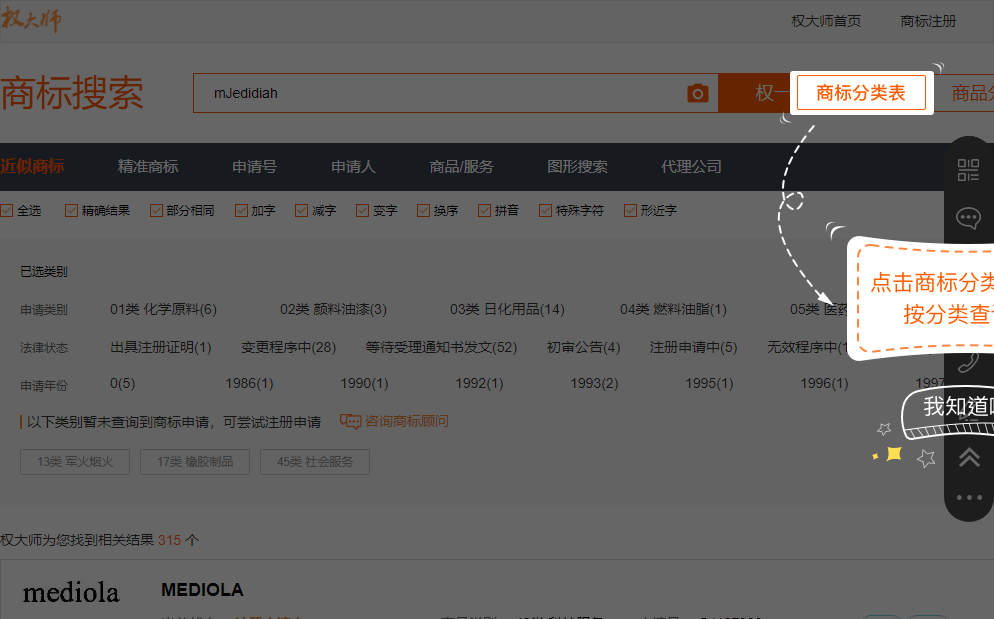 权大师
权大师首页 商标注册
商标搜索
mJedidiah
权一
商标分类表
商品分
近似商标 精准商标 申请号 申请人 商品/服务 图形搜索 代理公司
全选 精确结果 部分相同 加字 减字 变字 换序 拼音 特殊字符 形近字
已选类别
申请类别 01类 化学原料(6) 02类 颜料油漆(3) 03类 日化用品(14) 04类 燃料油脂(1) 05类 医药
点击商标分类
按分类查
法律状态 出具注册证明(1) 变更程序中(28) 等待受理通知书发文(52) 初审公告(4) 注册申请中(5) 无效程序中(1
申请年份 0(5) 1986(1) 1990(1) 1992(1) 1993(2) 1995(1) 1996(1) 1997
我知道
以下类别暂未查询到商标申请，可尝试注册申请 咨询商标顾问
13类 军火烟火 17类 橡胶制品 45类 社会服务
权大师为您找到相关结果 315 个
mediola MEDIOLA